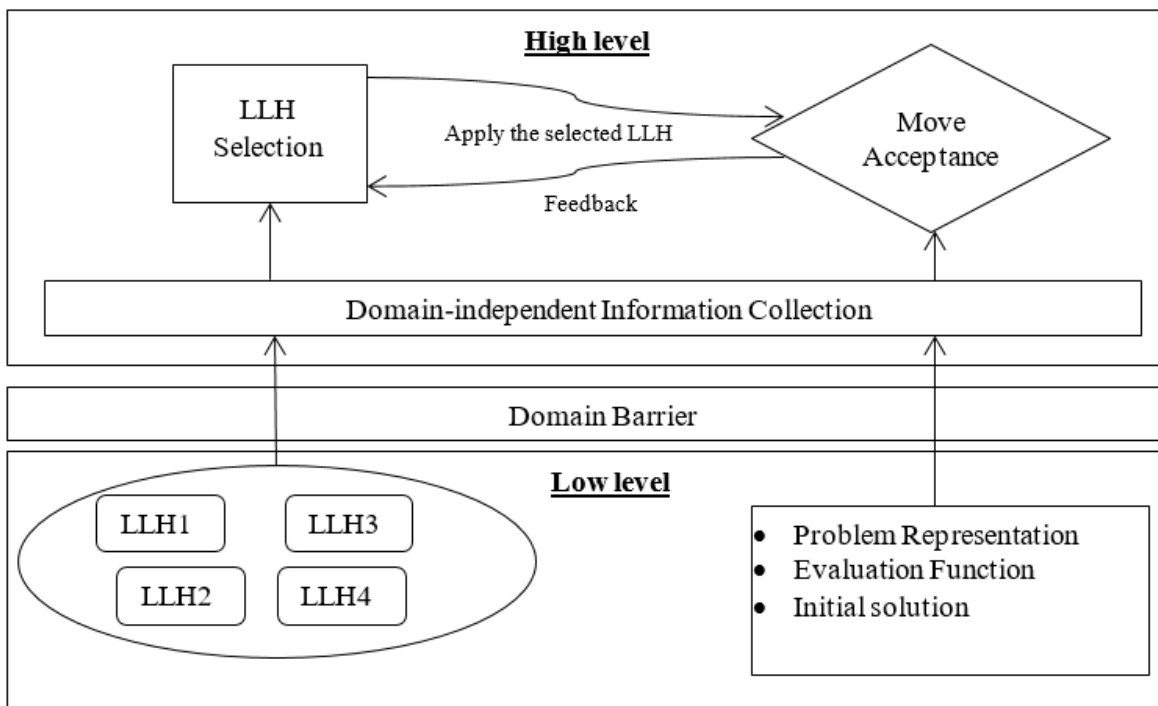 High level
LLH
Selection
Apply the selected LLH
Feedback
Move
Acceptance
Domain-independent Information Collection
Domain Barrier
Low level
LLH1
LLH3
LLH2
LLH4
• Problem Representation
• Evaluation Function
• Initial solution